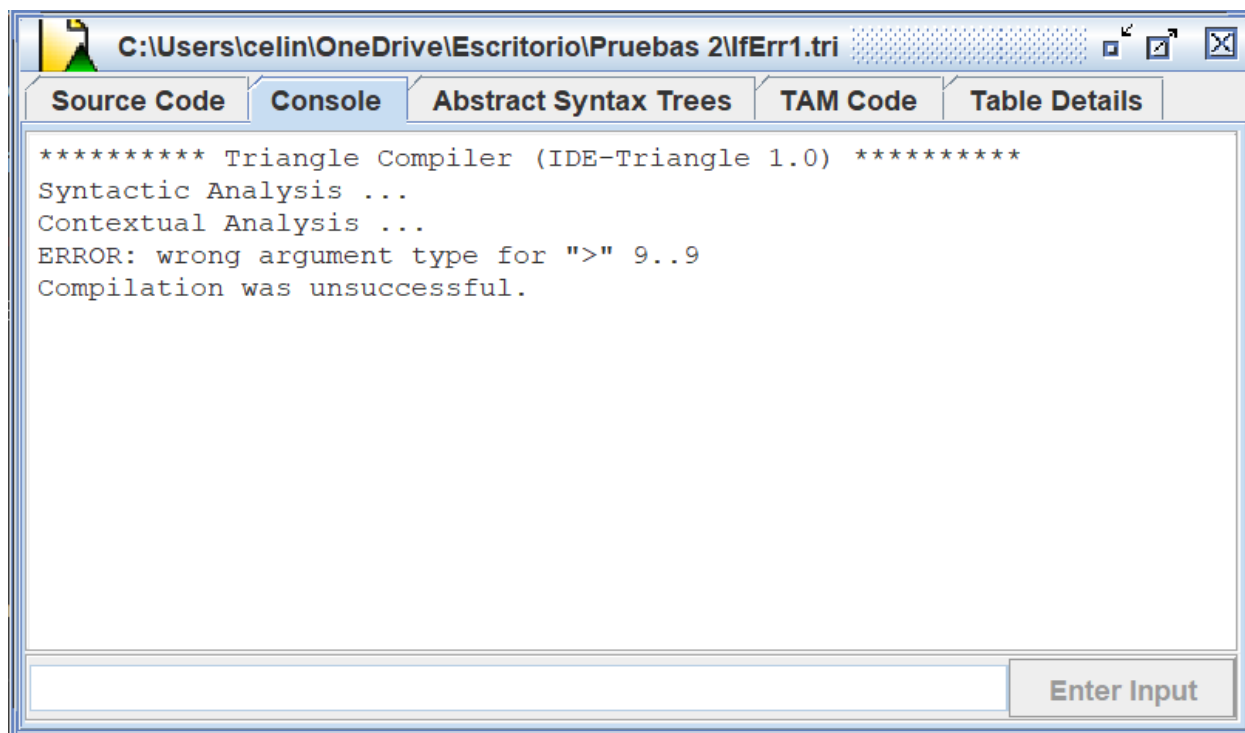 C:\Users\celin\OneDrive\Escritorio\Pruebas 2\IfErr1.tri
Source Code Console Abstract Syntax Trees TAM Code Table Details
********** Triangle Compiler (IDE-Triangle 1.0) **********
Syntactic Analysis ...
Contextual Analysis ...
ERROR: wrong argument type for ">" 9..9
Compilation was unsuccessful.
Enter Input